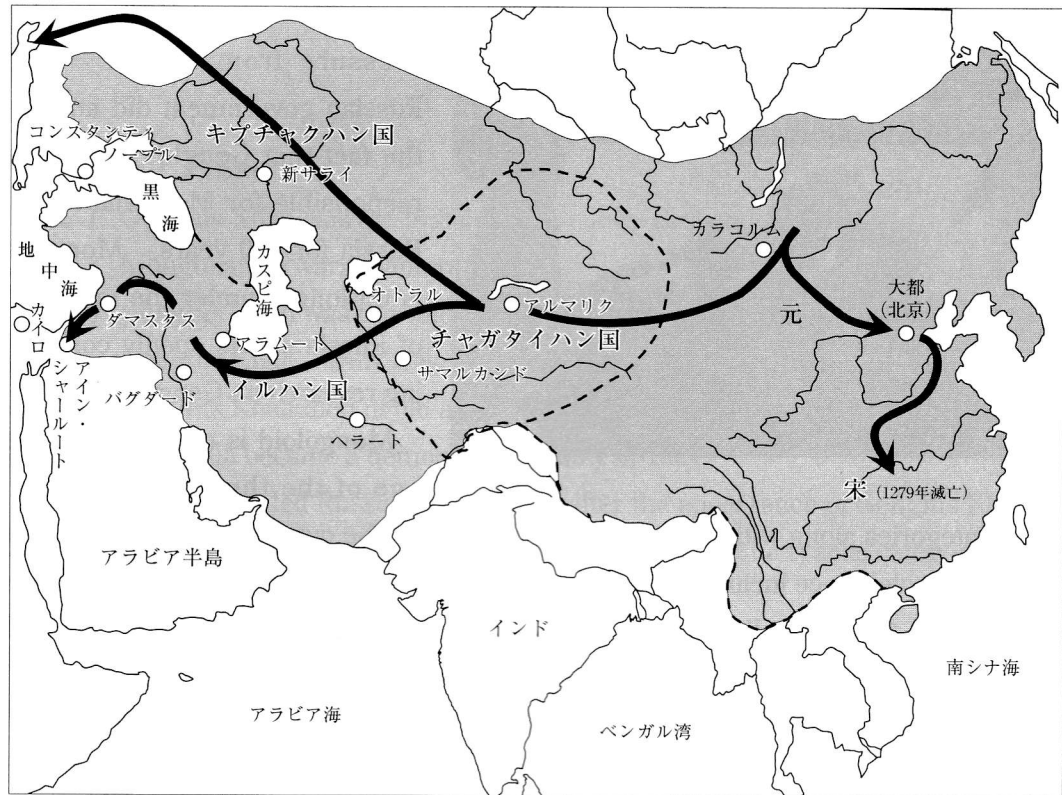 コンスタンティ
ノープル
キプチャクハン国
新サライ
黒海
カスピ海
地中海
カイロ
ダマスタス
アイン・
シャールート
アラムート
バグダード
イルハン国
オトラル
アルマリク
チャガタイハン国
サマルカンド
ヘラート
カラコルム
元
大都
(北京)
宋 (1279年滅亡)
アラビア半島
インド
アラビア海
ベンガル湾
南シナ海